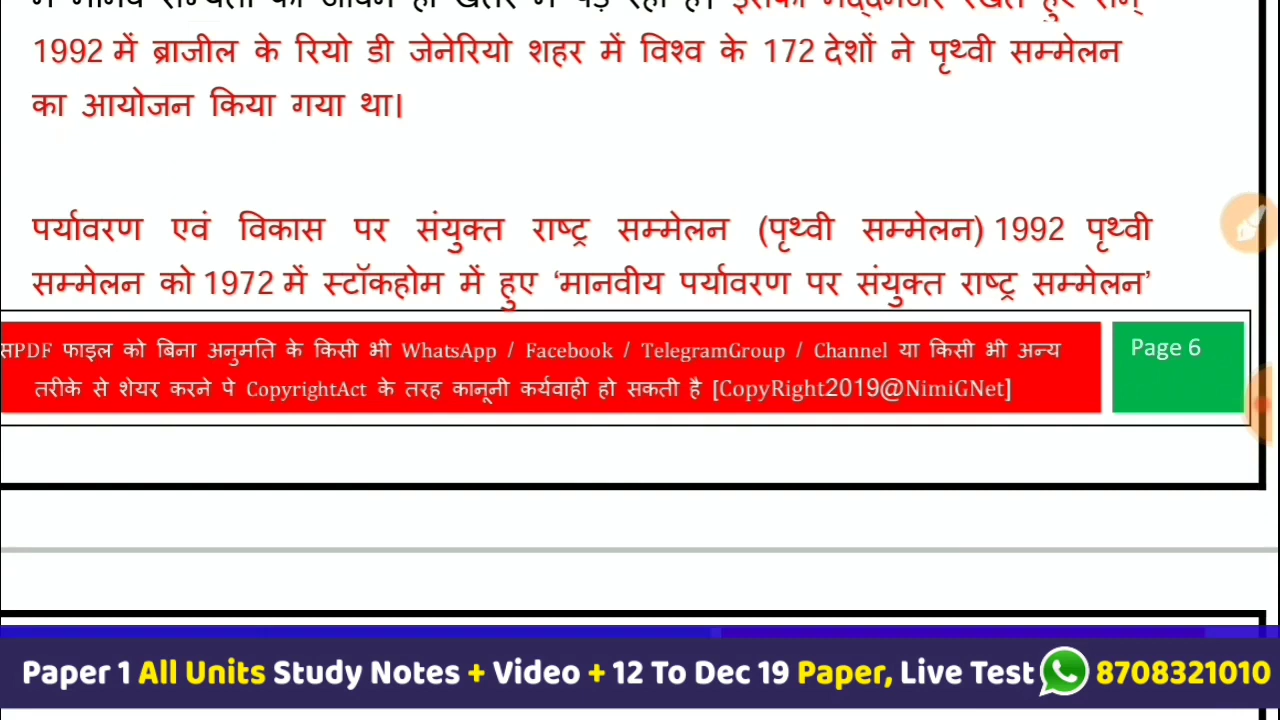 1992 में ब्राजील के रियो डी जेनेरियो शहर में विश्व के 172 देशों ने पृथ्वी सम्मेलन
का आयोजन किया गया था।
पर्यावरण एवं विकास पर संयुक्त राष्ट्र सम्मेलन (पृथ्वी सम्मेलन) 1992 पृथ्वी
सम्मेलन को 1972 में स्टॉकहोम में हुए ‘मानवीय पर्यावरण पर संयुक्त राष्ट्र सम्मेलन’
PDF फाइल को बिना अनुमति के किसी भी WhatsApp / Facebook / TelegramGroup / Channel या किसी भी अन्य
तरीके से शेयर करने पे CopyrightAct के तरह कानूनी कर्यवाही हो सकती है [CopyRight2019@NimiGNet]
Page 6
Paper 1 All Units Study Notes + Video + 12 To Dec 19 Paper, Live Test 8708321010